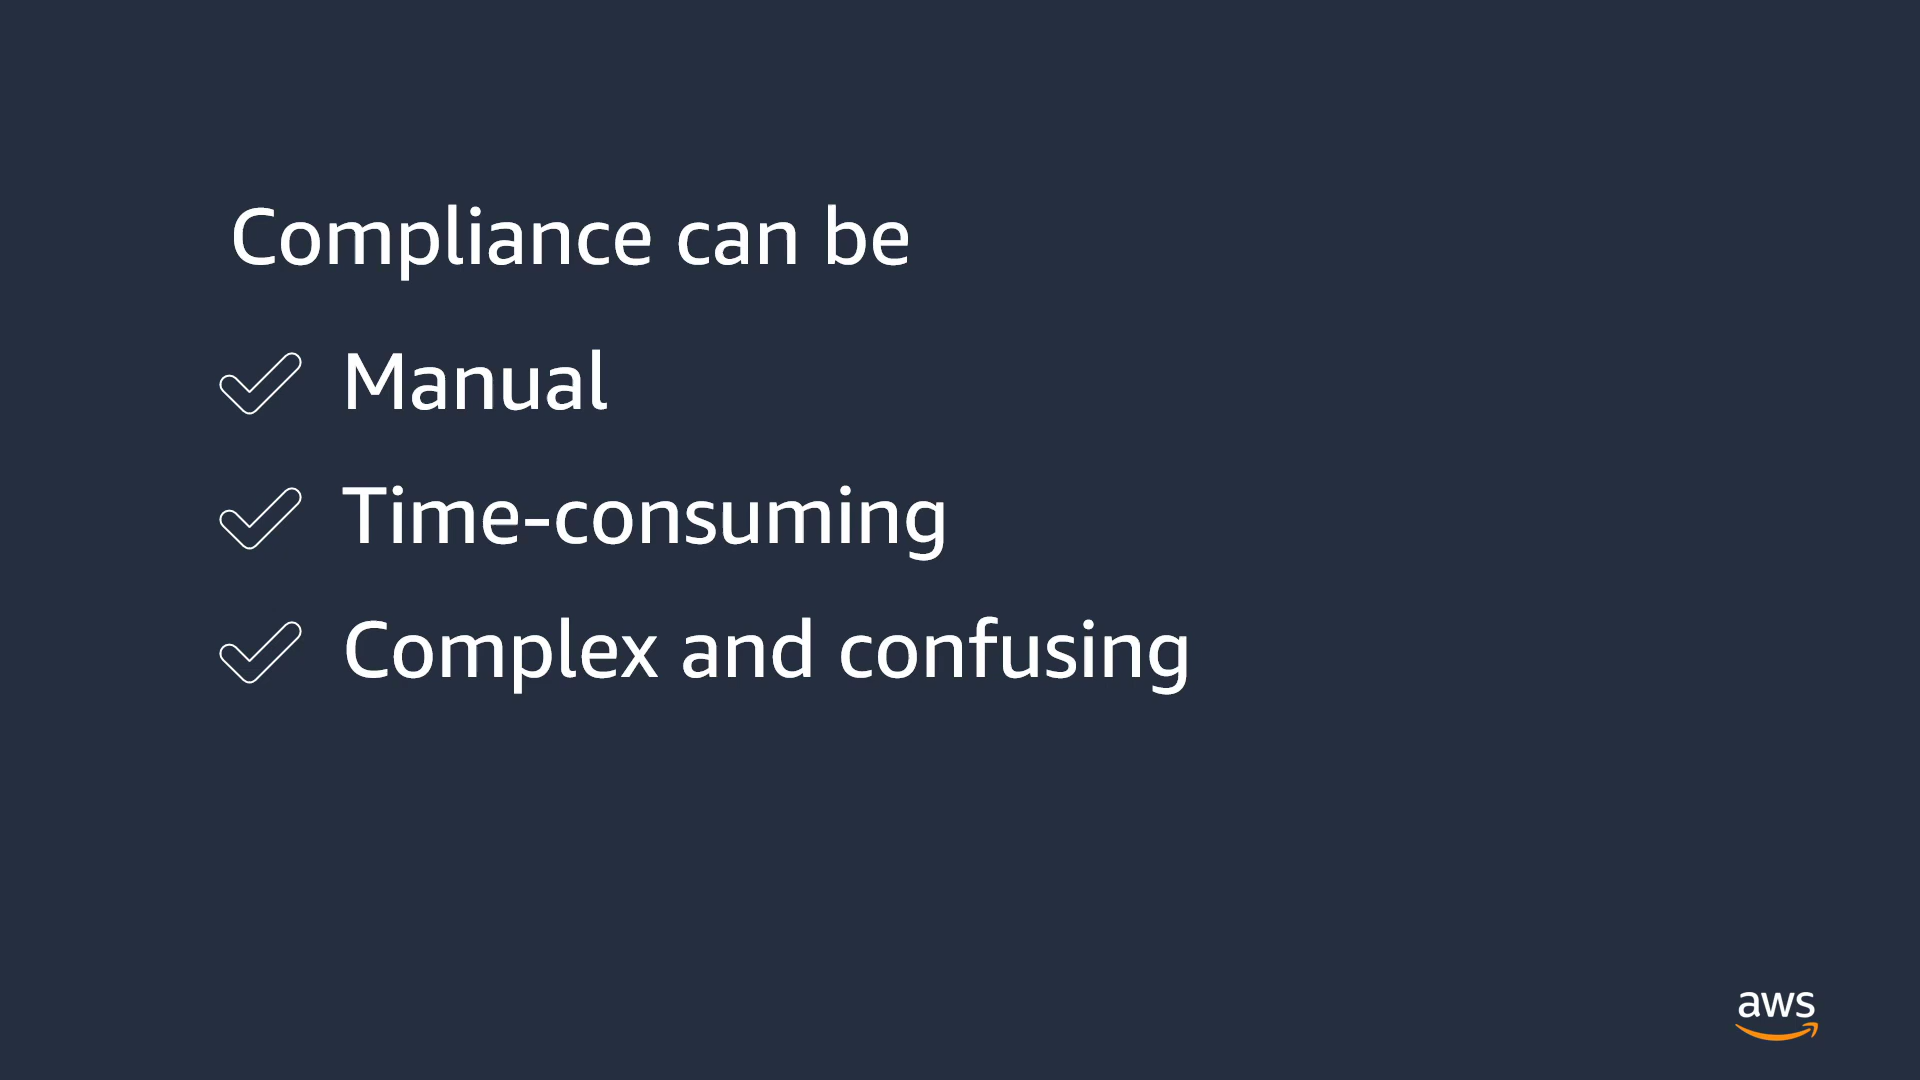 Compliance can be
Manual
Time-consuming
Complex and confusing
aws